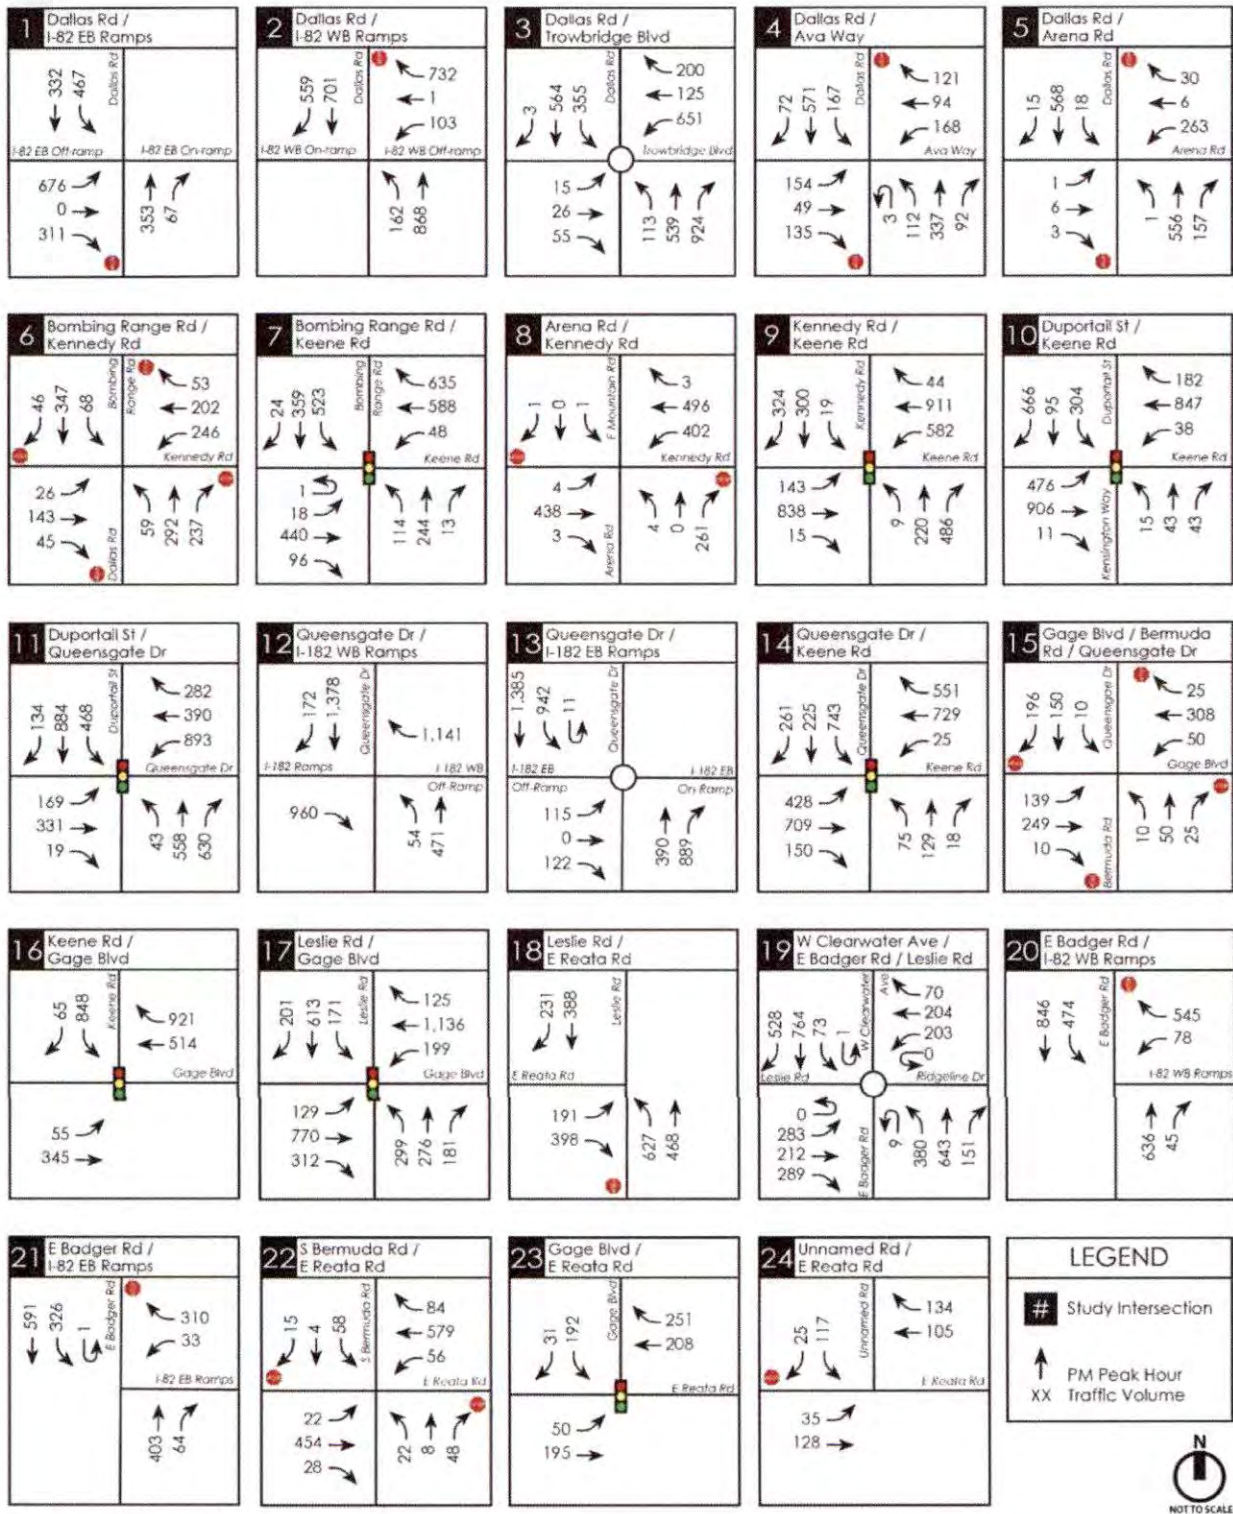 1 Dallas Rd /
I-82 EB Ramps
332 467
Dallas Rd
I-82 EB Off-ramp
I-82 EB On-ramp
676
0
311
353 67
2 Dallas Rd /
I-82 WB Ramps
559 701
Dallas Rd
732
1
103
I-82 WB On-ramp
I-82 WB Off-ramp
162 868
3 Dallas Rd /
Trowbridge Blvd
3 564 355
Dallas Rd
200
125
651
Trowbridge Blvd
15
26
55
113 539 924
4 Dallas Rd /
Ava Way
72 571 167
Dallas Rd
121
94
168
Ava Way
154
49
135
3 112 337 92
5 Dallas Rd /
Arena Rd
15 568 18
Dallas Rd
30
6
263
Arena Rd
1
6
3
1 556 157
6 Bombing Range Rd /
Kennedy Rd
46 347 68
Bombing
Range Rd
53
202
246
Kennedy Rd
26
143
45
Dallas Rd
59 292 237
7 Bombing Range Rd /
Keene Rd
24 359 523
Bombing
Range Rd
635
588
48
Keene Rd
1
18
440
96
114 244 13
8 Arena Rd /
Kennedy Rd
1 0 1
E Mountain Rd
3
496
402
Kennedy Rd
4
438
3
Arena Rd
4 0 261
9 Kennedy Rd /
Keene Rd
324 300 19
Kennedy Rd
44
911
582
Keene Rd
143
838
15
9 220 486
10 Duportail St /
Keene Rd
666 95 304
Duportail St
182
847
38
Keene Rd
476
906
11
Kensington Way
15 43 43
11 Duportail St /
Queensgate Dr
134 884 468
Duportail St
282
390
893
Queensgate Dr
169
331
19
43 558 630
12 Queensgate Dr /
I-182 WB Ramps
172 1,378
Queensgate Dr
1,141
I-182 Ramps
I-182 WB
Off-Ramp
960
54 471
13 Queensgate Dr /
I-182 EB Ramps
1,385 942 11
Queensgate Dr
I-182 EB
Off-Ramp
I-182 EB
On Ramp
115
0
122
390 889
14 Queensgate Dr /
Keene Rd
261 225 743
Queensgate Dr
551
729
25
Keene Rd
428
709
150
75 129 18
15 Gage Blvd / Bermuda
Rd / Queensgate Dr
196 150 10
Queensgate Dr
25
308
50
Gage Blvd
139
249
10
Bermuda Rd
10 50 25
16 Keene Rd /
Gage Blvd
65 848
Keene Rd
921
514
Gage Blvd
55
345
17 Leslie Rd /
Gage Blvd
201 613 171
Leslie Rd
125
1,136
199
Gage Blvd
129
770
312
299 276 181
18 Leslie Rd /
E Reata Rd
231 388
Leslie Rd
E Reata Rd
191
398
627 468
19 W Clearwater Ave /
E Badger Rd / Leslie Rd
528 764 73 1
W Clearwater
Ave
70
204
203
0
Leslie Rd
Ridgeline Dr
0
283
212
289
E Badger Rd
9 380 643 151
20 E Badger Rd /
I-82 WB Ramps
846 474
E Badger Rd
545
78
I-82 WB Ramps
636 45
21 E Badger Rd /
I-82 EB Ramps
591 326 1
E Badger Rd
310
33
I-82 EB Ramps
403 64
22 S Bermuda Rd /
E Reata Rd
15 4 58
S Bermuda Rd
84
579
56
E Reata Rd
22
454
28
22 8 48
23 Gage Blvd /
E Reata Rd
31 192
Gage Blvd
251
208
E Reata Rd
50
195
24 Unnamed Rd /
E Reata Rd
25 117
Unnamed Rd
134
105
E Reata Rd
35
128
LEGEND
# Study Intersection
PM Peak Hour
XX Traffic Volume
N
NOT TO SCALE